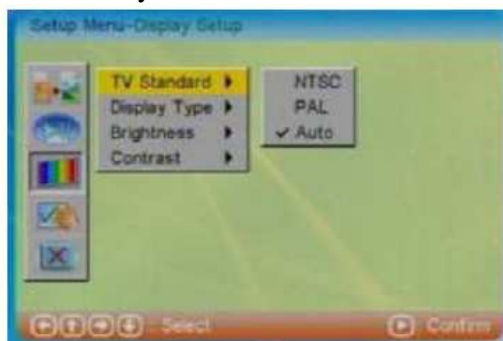 Setup Menu-Display Setup
TV Standard
Display Type
Brightness
Contrast
NTSC
PAL
Auto
Select
Confirm